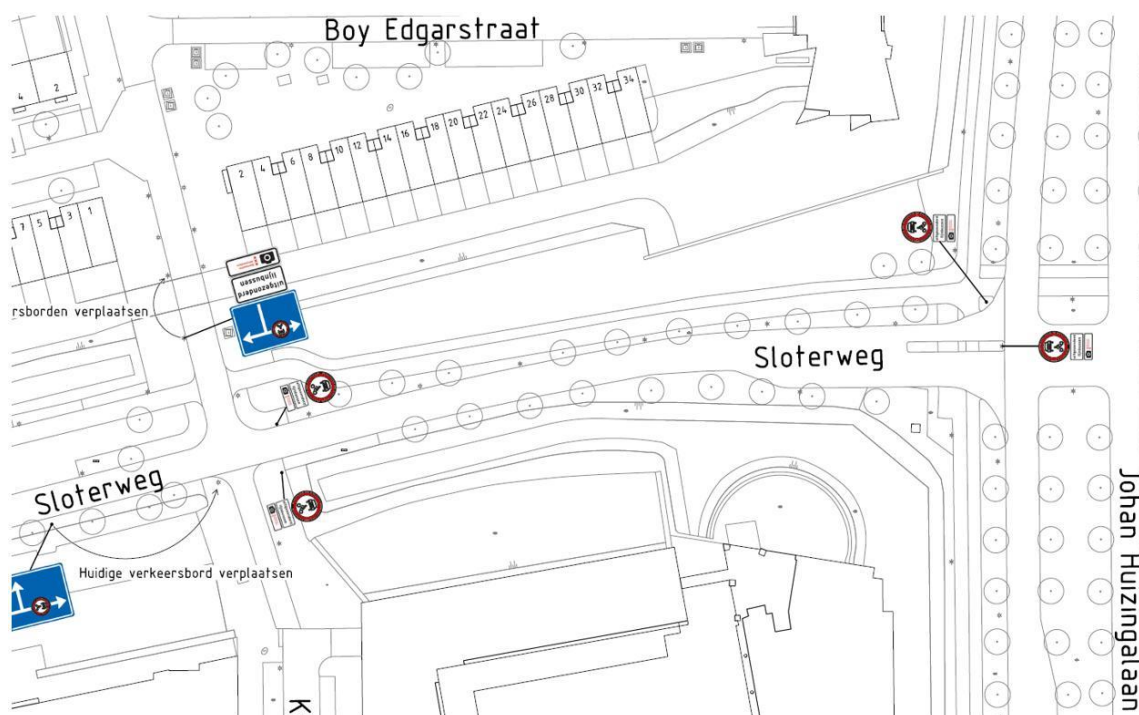 Boy Edgarstraat
4
2
2
4
6
8
10
12
14
16
18
20
22
24
26
28
30
32
34
7
5
3
1
uitgezonderd
lijnbussen
rsborden verplaatsen
Sloterweg
Sloterweg
Huidige verkeersbord verplaatsen
Johan Huizingalaan
K